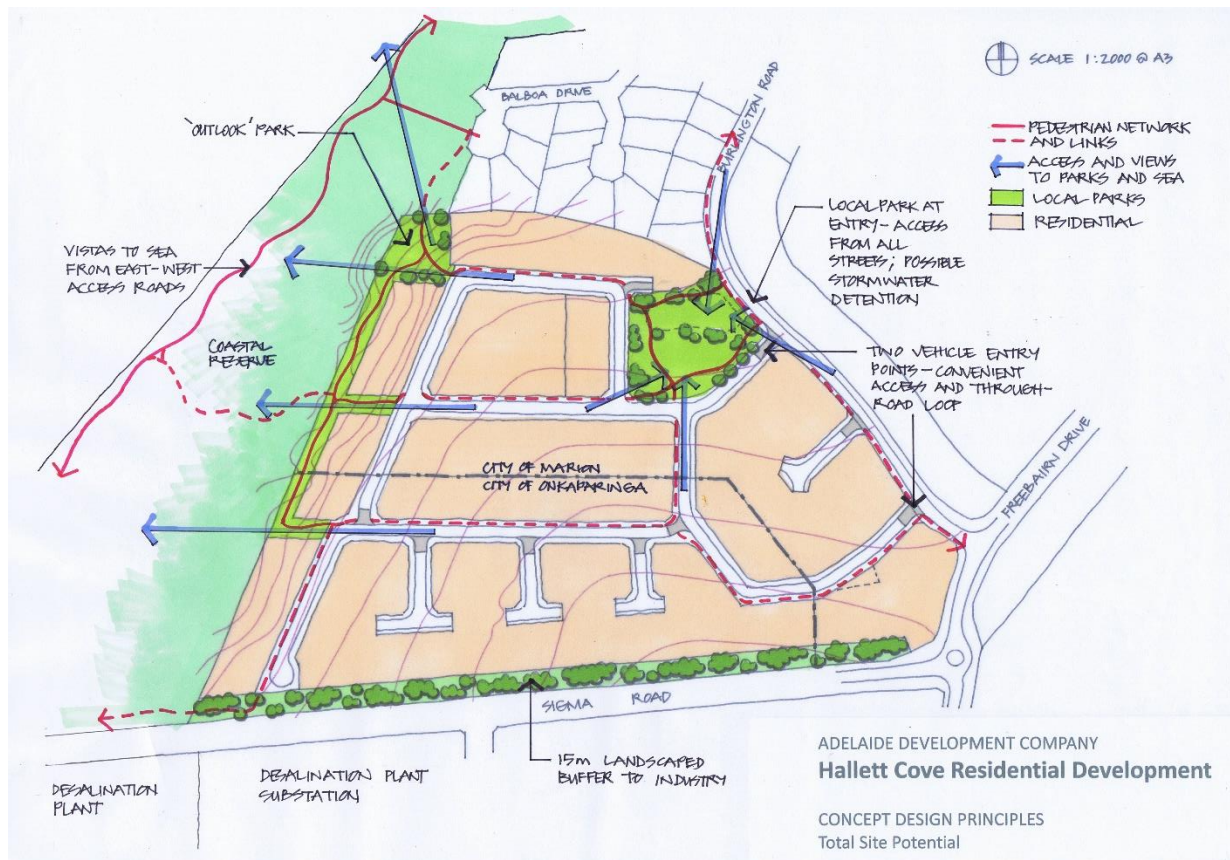 SCALE 1:2000 @ A3
PEDESTRIAN NETWORK
AND LINKS
ACCESS AND VIEWS
TO PARKS AND SEA
LOCAL PARKS
RESIDENTIAL
BALBOA DRIVE
BURLINGTON ROAD
'OUTLOOK' PARK
VISTAS TO SEA
FROM EAST-WEST
ACCESS ROADS
COASTAL
RESERVE
LOCAL PARK AT
ENTRY - ACCESS
FROM ALL
STREETS; POSSIBLE
STORMWATER
DETENTION
TWO VEHICLE ENTRY
POINTS - CONVENIENT
ACCESS AND THROUGH-
ROAD LOOP
FREEBAIRN DRIVE
CITY OF MARION
CITY OF ONKAPARINGA
SIGMA ROAD
15m LANDSCAPED
BUFFER TO INDUSTRY
DESALINATION
PLANT
DESALINATION PLANT
SUBSTATION
ADELAIDE DEVELOPMENT COMPANY
Hallett Cove Residential Development
CONCEPT DESIGN PRINCIPLES
Total Site Potential